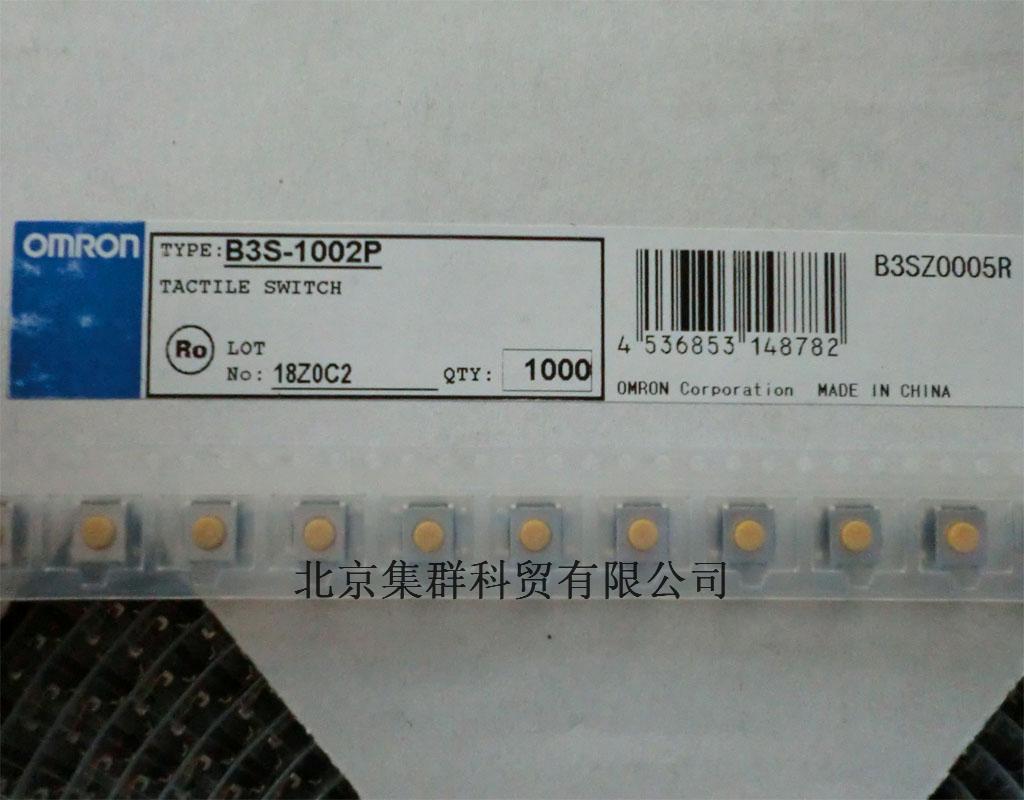 OMRON
TYPE: B3S-1002P
TACTILE SWITCH
Ro
LOT
No: 18Z0C2 QTY: 1000
4 536853 148782
B3SZ0005R
OMRON Corporation MADE IN CHINA
北京集群科贸有限公司